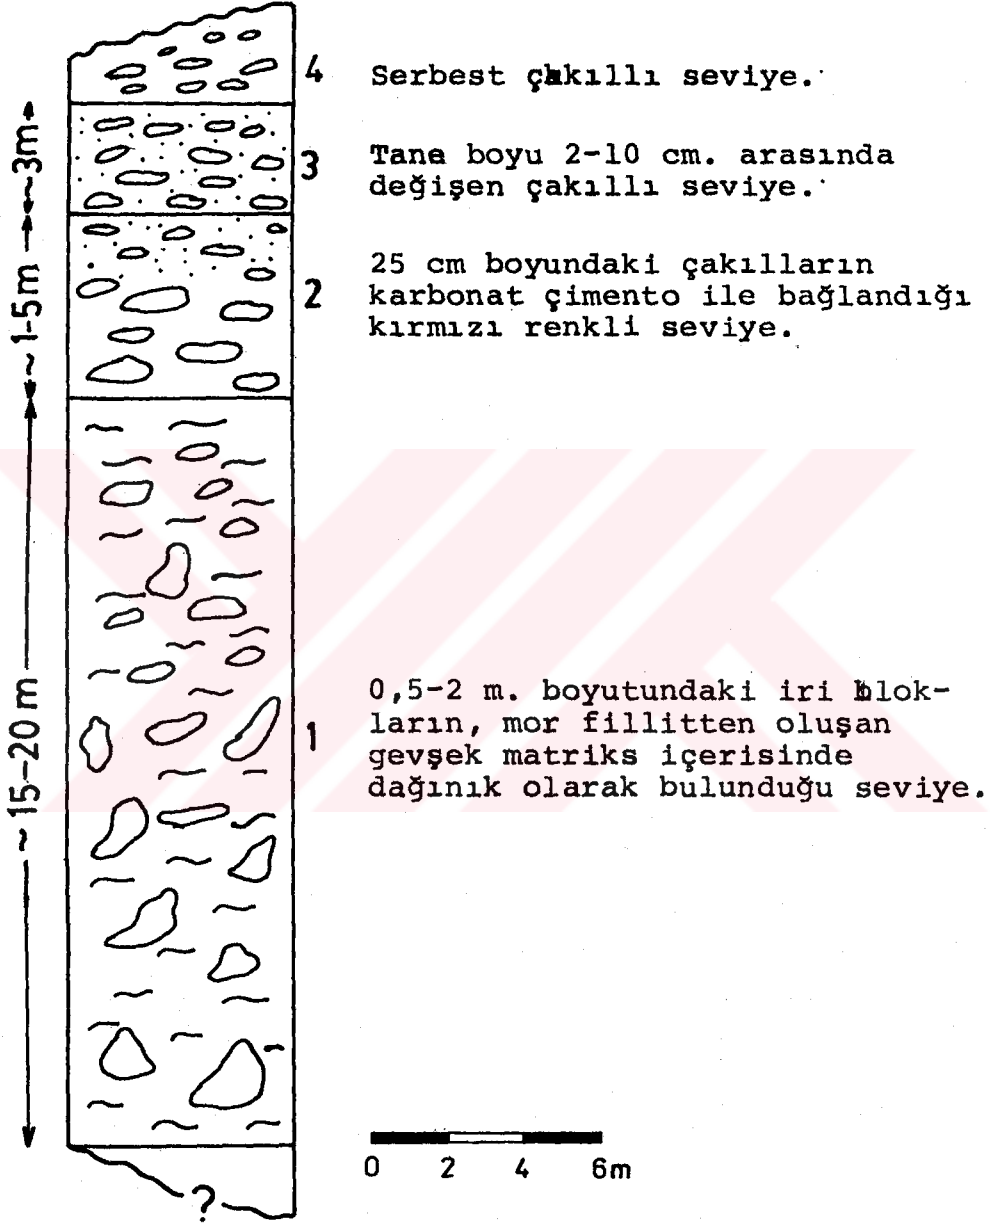 4 Serbest çakıllı seviye.
~3m
3 Tane boyu 2-10 cm. arasında
değişen çakıllı seviye.
~1-5m
2 25 cm boyundaki çakılların
karbonat çimento ile bağlandığı
kırmızı renkli seviye.
~15-20 m
1 0,5-2 m. boyutundaki iri blok-
ların, mor fillitten oluşan
gevşek matriks içerisinde
dağınık olarak bulunduğu seviye.
0 2 4 6m
?